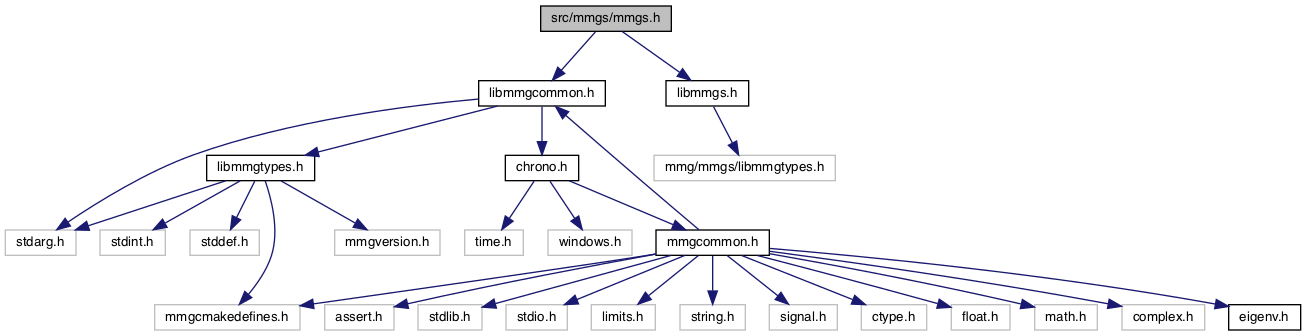 src/mmgs/mmgs.h
libmmgcommon.h
libmmgs.h
libmmgtypes.h
chrono.h
mmg/mmgs/libmmgtypes.h
stdarg.h
stdint.h
stddef.h
mmgversion.h
time.h
windows.h
mmgcommon.h
mmgcmakedefines.h
assert.h
stdlib.h
stdio.h
limits.h
string.h
signal.h
ctype.h
float.h
math.h
complex.h
eigenv.h